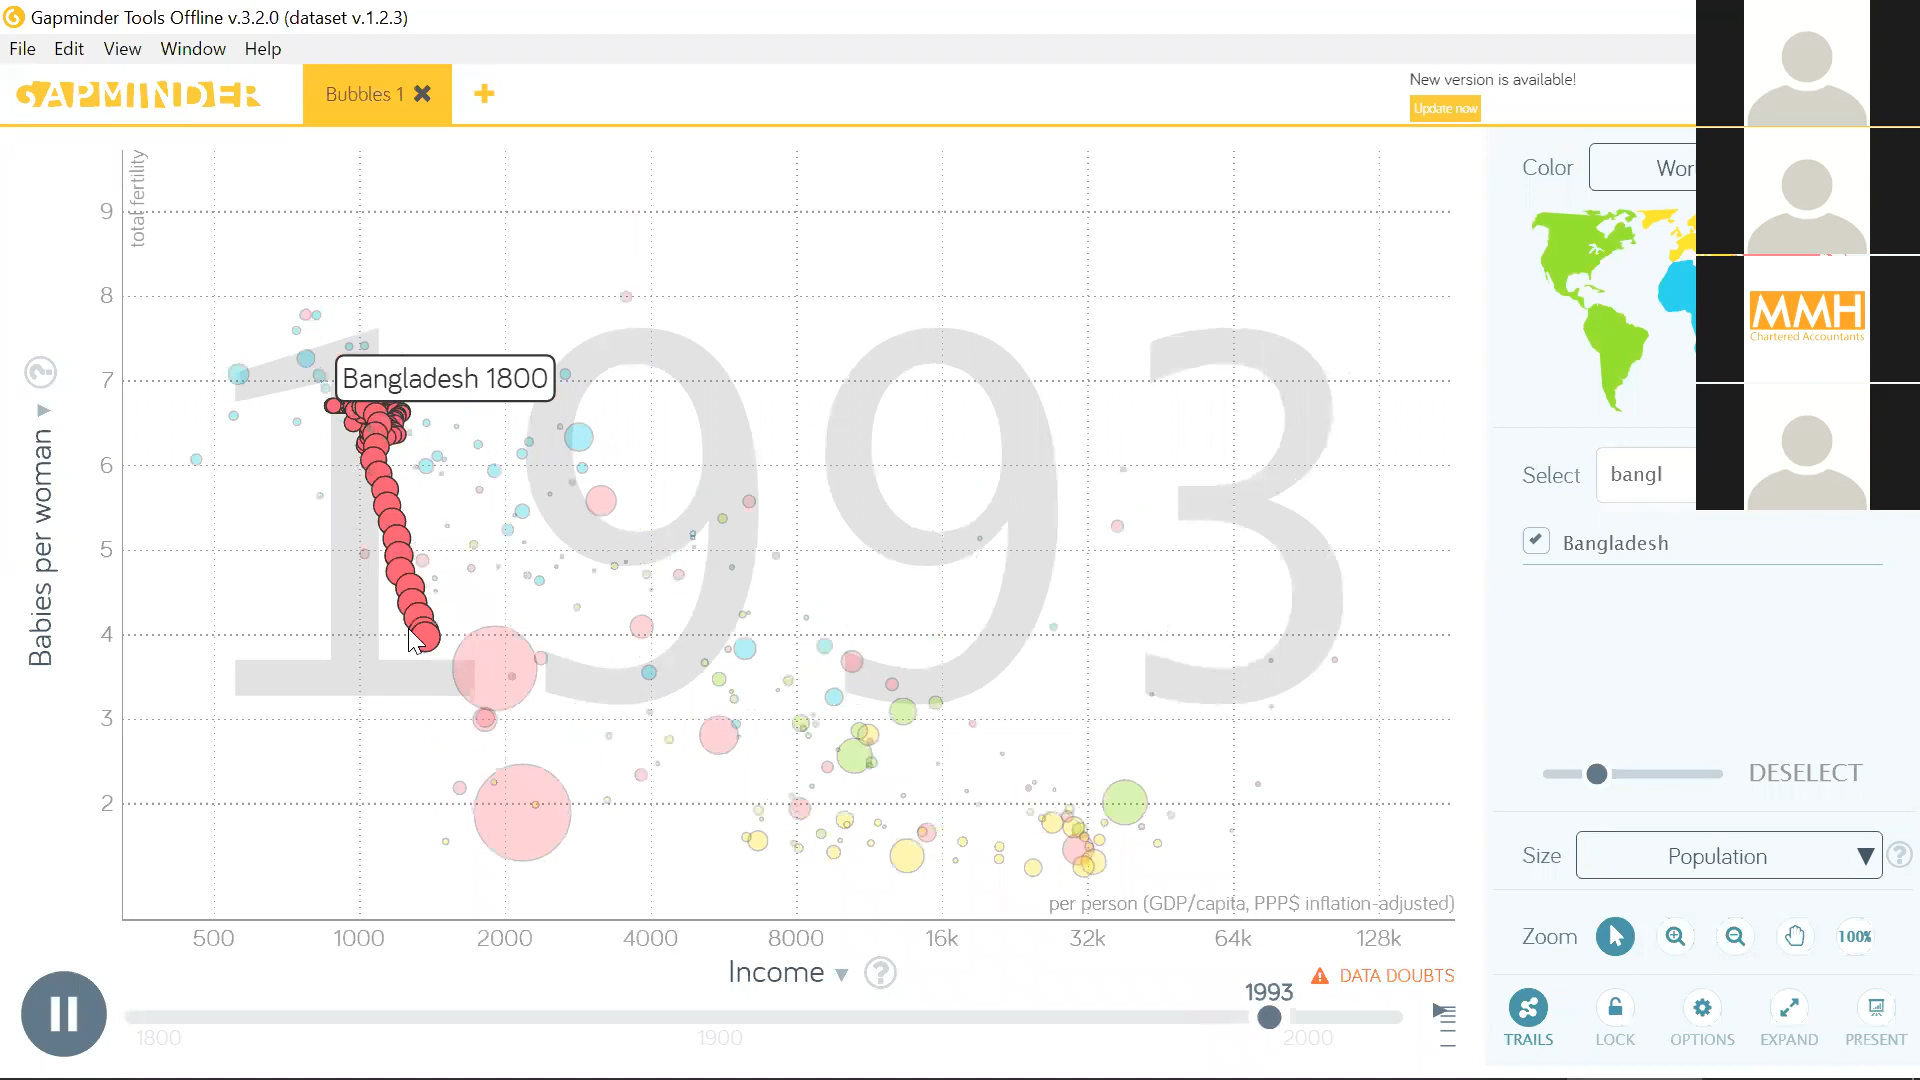 Gapminder Tools Offline v.3.2.0 (dataset v.1.2.3)
File Edit View Window Help
GAPMINDER
Bubbles 1
New version is available!
Update now
total fertility
Babies per woman
9
8
7
6
5
4
3
2
1993
Bangladesh 1800
per person (GDP/capita, PPP$ inflation-adjusted)
500 1000 2000 4000 8000 16k 32k 64k 128k
Income
DATA DOUBTS
1993
1800 1900 2000
Color
MMH
Chartered Accountants
Select bangl
Bangladesh
DESELECT
Size Population
Zoom 100%
TRAILS LOCK OPTIONS EXPAND PRESENT